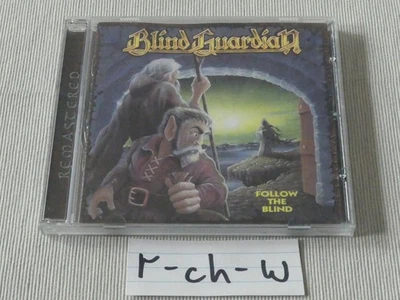 Blind Guardian
REMASTERED
FOLLOW
THE
BLIND
r-ch-w